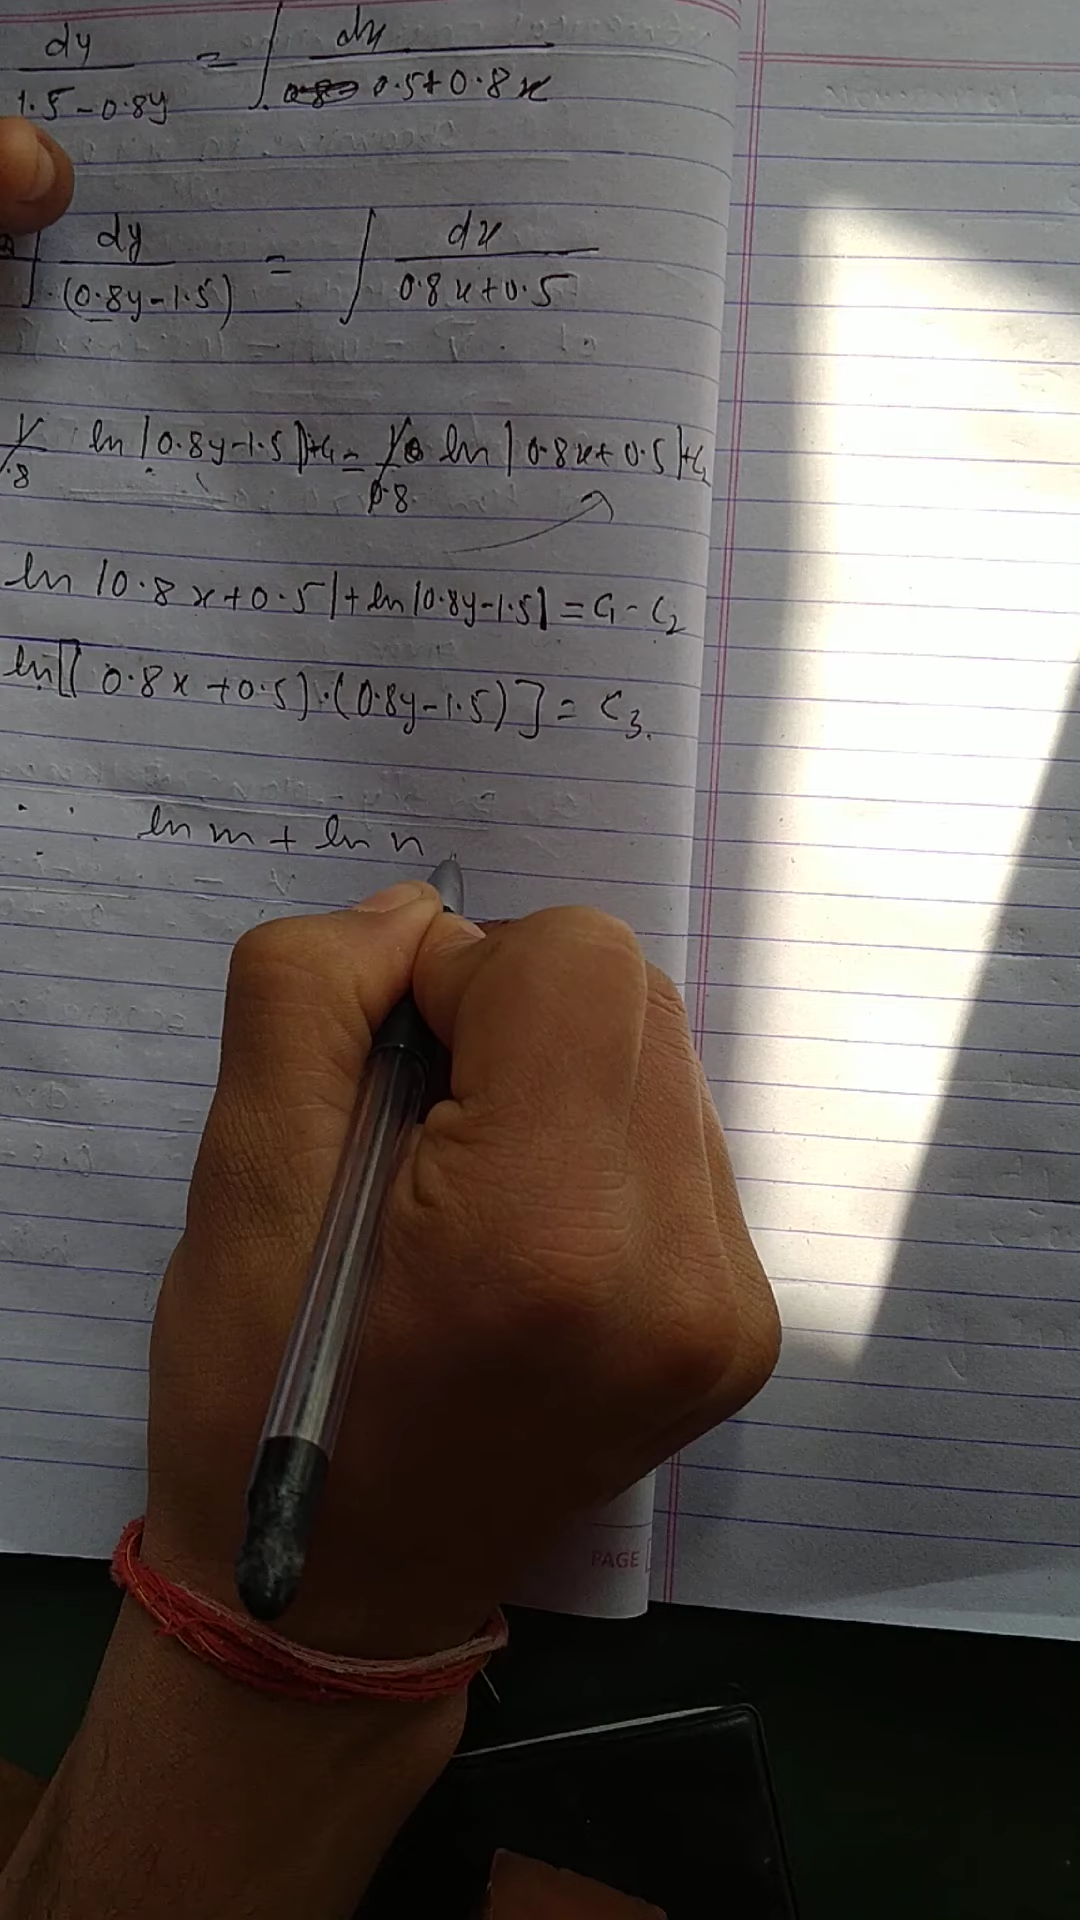 dy / 1.5 - 0.8y = ∫ dx / 0.5 + 0.8x
∫ dy / (0.8y - 1.5) = ∫ dx / 0.8x + 0.5
1/.8 ln |0.8y - 1.5| + C1 = 1/0.8 ln |0.8x + 0.5| + C2
ln |0.8x + 0.5| + ln |0.8y - 1.5| = C1 - C2
ln [(0.8x + 0.5) · (0.8y - 1.5)] = C3.
ln m + ln n
PAGE